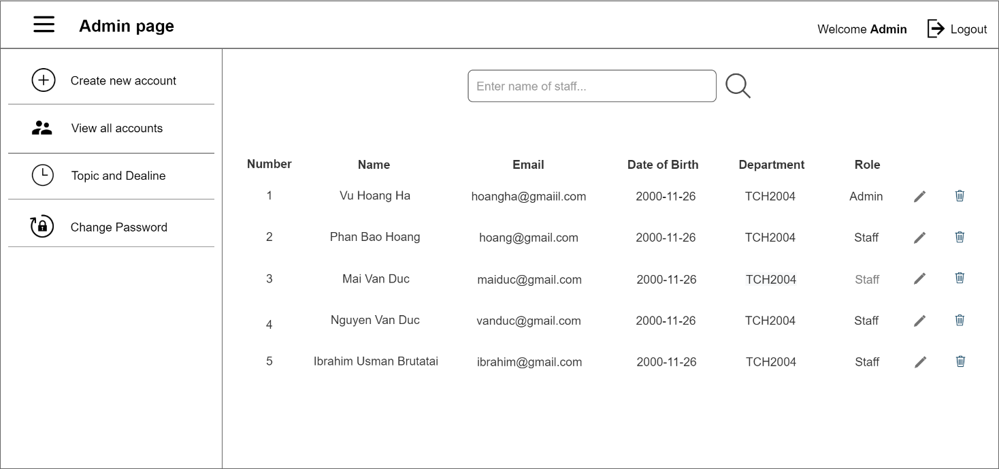 Admin page
Welcome Admin
Logout
Create new account
View all accounts
Topic and Dealine
Change Password
Enter name of staff...
Number Name Email Date of Birth Department Role
1 Vu Hoang Ha hoangha@gmaiil.com 2000-11-26 TCH2004 Admin
2 Phan Bao Hoang hoang@gmail.com 2000-11-26 TCH2004 Staff
3 Mai Van Duc maiduc@gmail.com 2000-11-26 TCH2004 Staff
4 Nguyen Van Duc vanduc@gmail.com 2000-11-26 TCH2004 Staff
5 Ibrahim Usman Brutatai ibrahim@gmail.com 2000-11-26 TCH2004 Staff